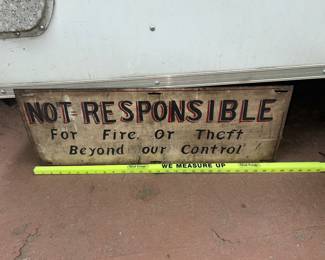 NOT RESPONSIBLE
For Fire Or Theft
Beyond our Control
WE MEASURE UP